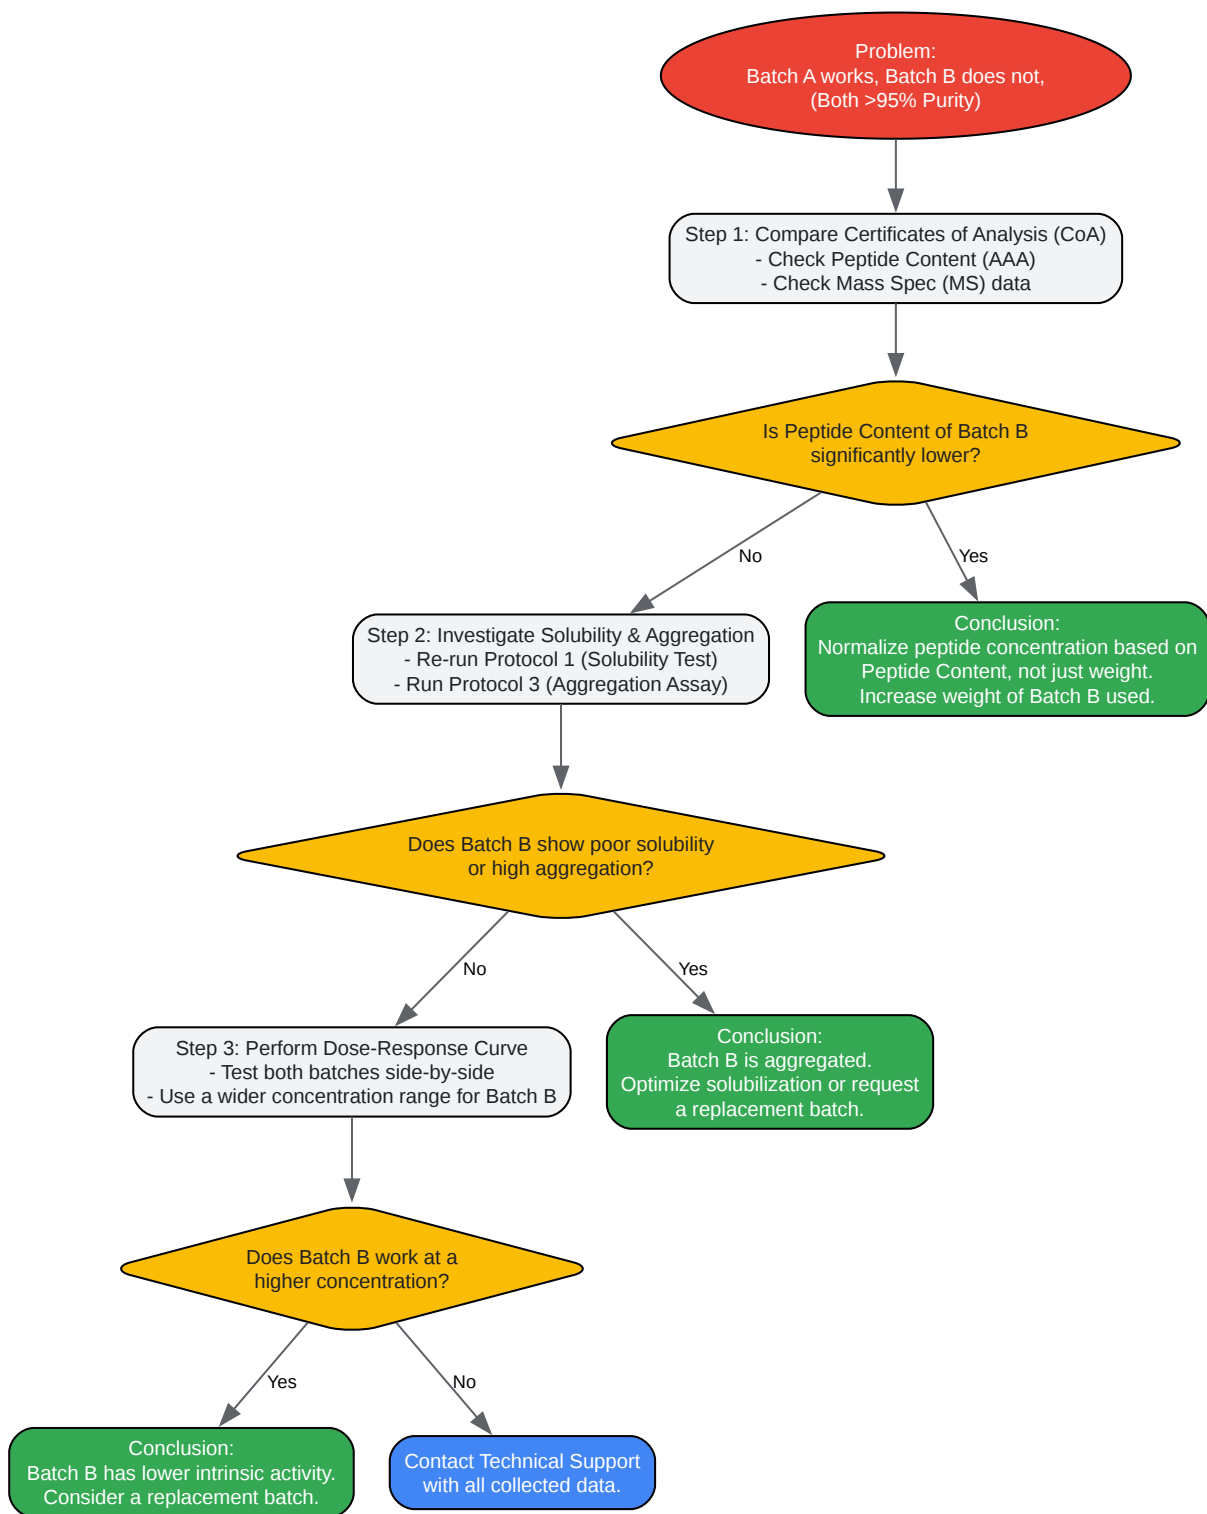 Problem:
Batch A works, Batch B does not,
(Both >95% Purity)
Step 1: Compare Certificates of Analysis (CoA)
- Check Peptide Content (AAA)
- Check Mass Spec (MS) data
Is Peptide Content of Batch B
significantly lower?
No
Yes
Step 2: Investigate Solubility & Aggregation
- Re-run Protocol 1 (Solubility Test)
- Run Protocol 3 (Aggregation Assay)
Conclusion:
Normalize peptide concentration based on
Peptide Content, not just weight.
Increase weight of Batch B used.
Does Batch B show poor solubility
or high aggregation?
No
Yes
Step 3: Perform Dose-Response Curve
- Test both batches side-by-side
- Use a wider concentration range for Batch B
Conclusion:
Batch B is aggregated.
Optimize solubilization or request
a replacement batch.
Does Batch B work at a
higher concentration?
Yes
No
Conclusion:
Batch B has lower intrinsic activity.
Consider a replacement batch.
Contact Technical Support
with all collected data.